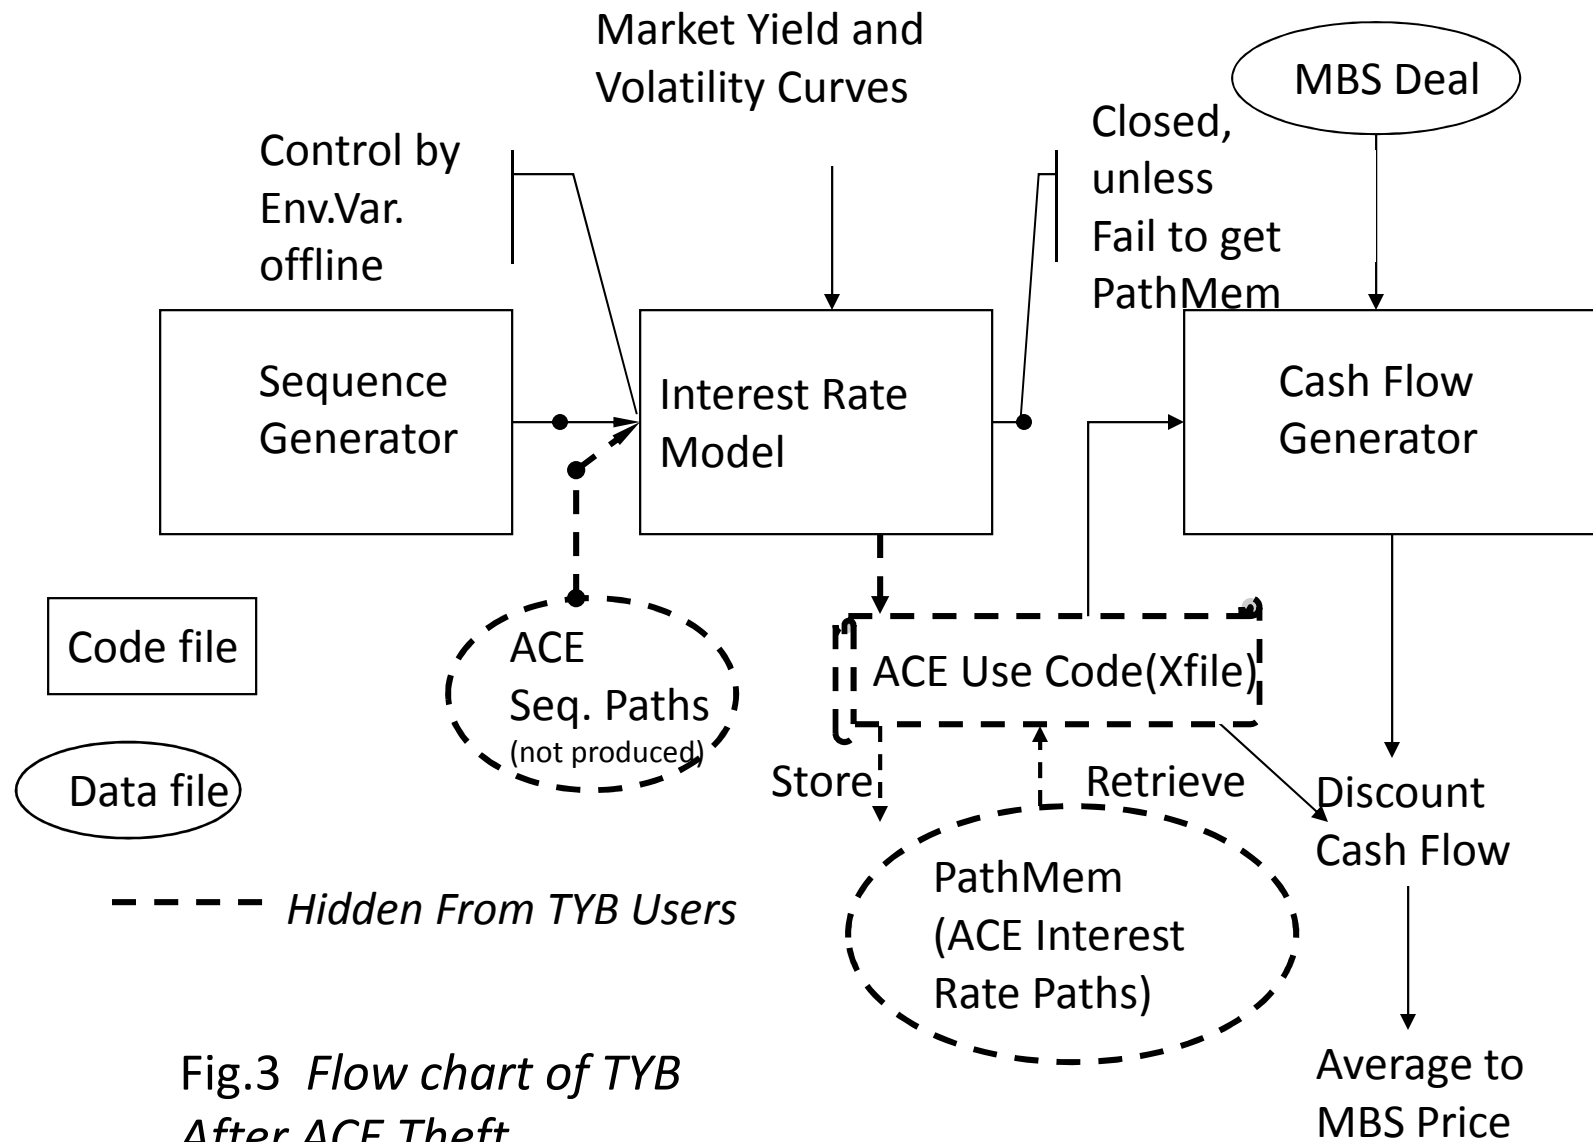 Market Yield and
Volatility Curves
MBS Deal
Control by
Env.Var.
offline
Closed,
unless
Fail to get
PathMem
Sequence
Generator
Interest Rate
Model
Cash Flow
Generator
Code file
Data file
ACE
Seq. Paths
(not produced)
ACE Use Code(Xfile)
Store
Retrieve
Discount
Cash Flow
PathMem
(ACE Interest
Rate Paths)
Hidden From TYB Users
Average to
MBS Price
Fig.3 Flow chart of TYB
After ACE Theft